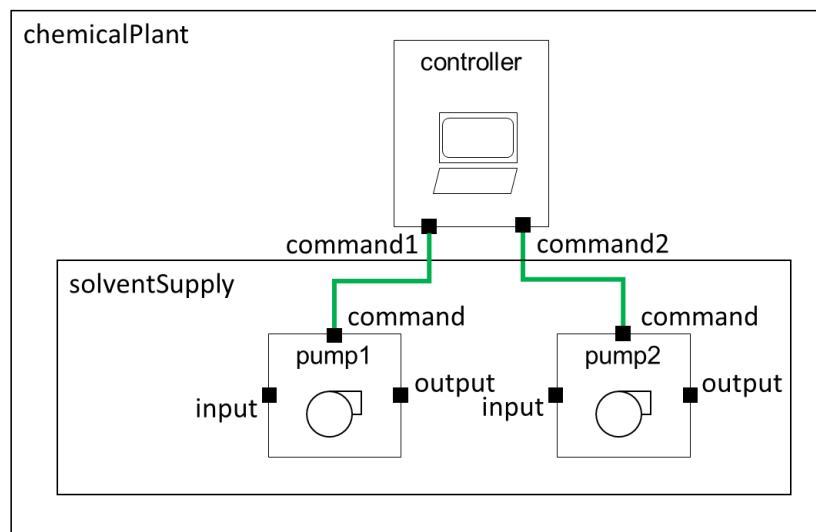 chemicalPlant
controller
command1
command2
solventSupply
command
command
pump1
pump2
input
output
input
output